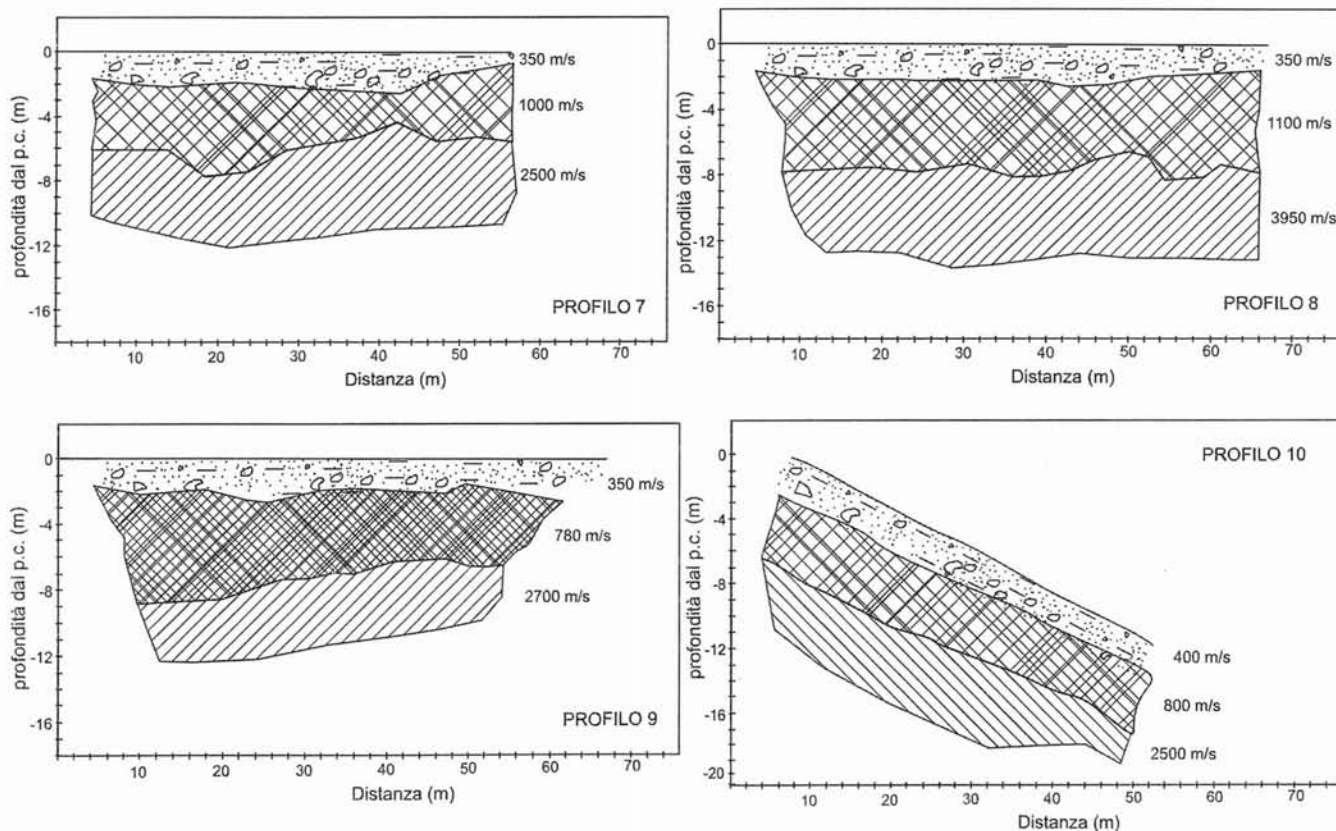 profondità dal p.c. (m)
0
-4
-8
-12
-16
350 m/s
1000 m/s
2500 m/s
PROFILO 7
10 20 30 40 50 60 70
Distanza (m)
profondità dal p.c. (m)
0
-4
-8
-12
-16
350 m/s
1100 m/s
3950 m/s
PROFILO 8
10 20 30 40 50 60 70
Distanza (m)
profondità dal p.c. (m)
0
-4
-8
-12
-16
350 m/s
780 m/s
2700 m/s
PROFILO 9
10 20 30 40 50 60 70
Distanza (m)
profondità dal p.c. (m)
0
-4
-8
-12
-16
-20
PROFILO 10
400 m/s
800 m/s
2500 m/s
10 20 30 40 50 60 70
Distanza (m)